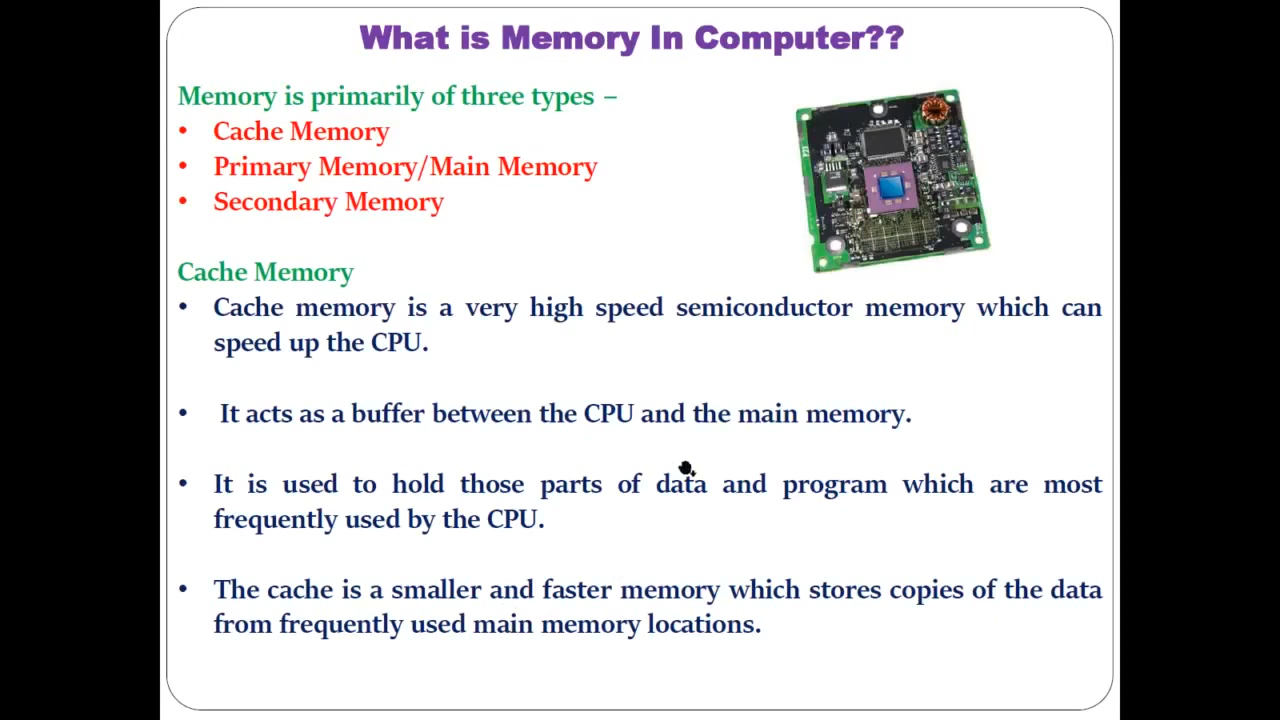 What is Memory In Computer??
Memory is primarily of three types –
• Cache Memory
• Primary Memory/Main Memory
• Secondary Memory
Cache Memory
• Cache memory is a very high speed semiconductor memory which can
speed up the CPU.
• It acts as a buffer between the CPU and the main memory.
• It is used to hold those parts of data and program which are most
frequently used by the CPU.
• The cache is a smaller and faster memory which stores copies of the data
from frequently used main memory locations.